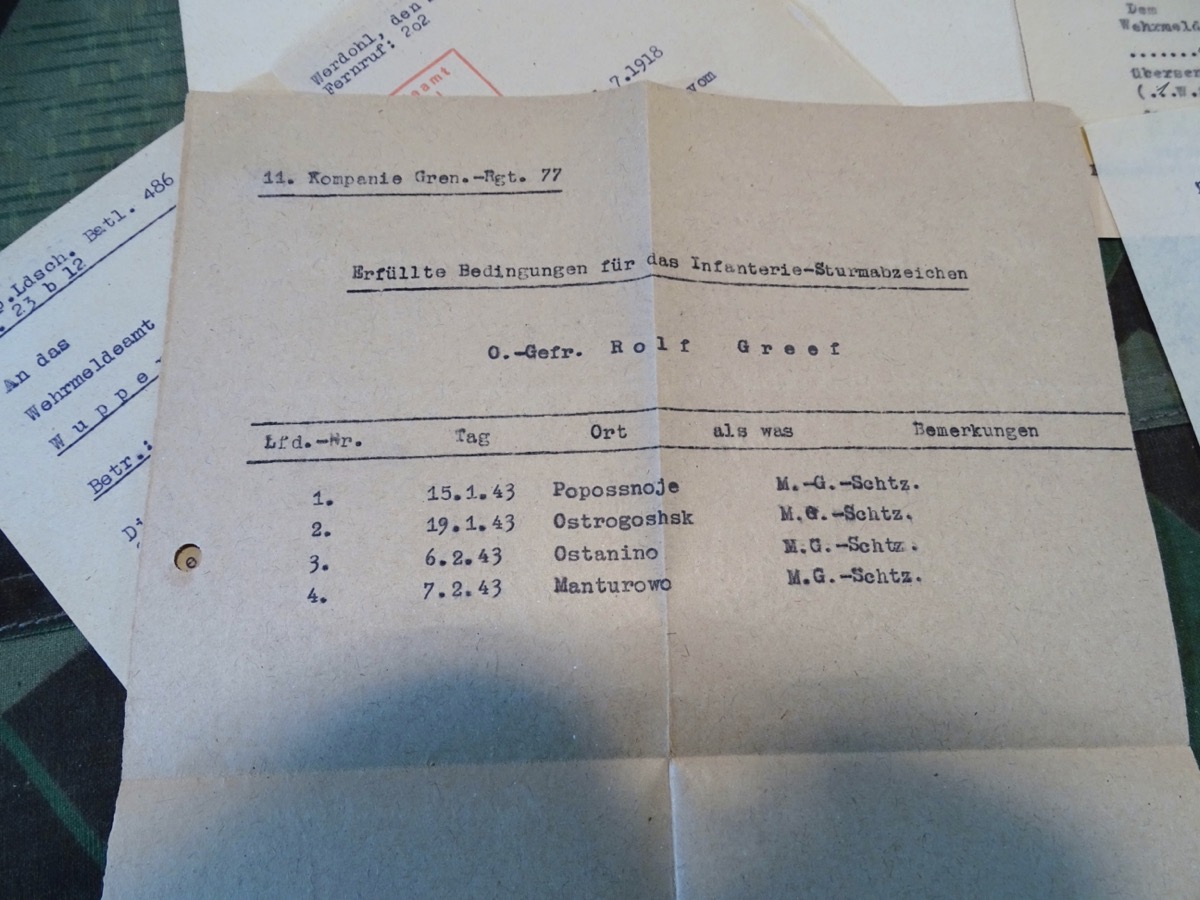 Werdohl, den
Fernruf: 202
7.1918
vom
Dem
Wehrmeld
........
überser
11. Kompanie Gren.-Rgt. 77
Erfüllte Bedingungen für das Infanterie-Sturmabzeichen
O.-Gefr. R o l f G r e e f
Lfd.-Nr. Tag Ort als was Bemerkungen
1. 15.1.43 Popossnoje M.-G.-Schtz.
2. 19.1.43 Ostrogoshsk M.G.-Schtz.
3. 6.2.43 Ostanino M.G.-Schtz.
4. 7.2.43 Manturowo M.G.-Schtz.
.Ldsch. Batl. 486
. 23 b 12
An das
Wehrmeldeamt
W u p p e
Betr.: